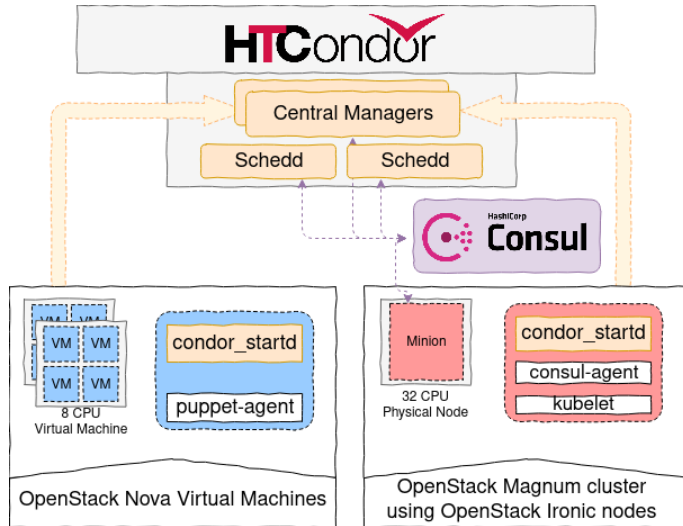 HTCondor
Central Managers
Schedd
Schedd
HashiCorp
Consul
VM
VM
VM
VM
VM
VM
8 CPU
Virtual Machine
condor_startd
puppet-agent
Minion
32 CPU
Physical Node
condor_startd
consul-agent
kubelet
OpenStack Nova Virtual Machines
OpenStack Magnum cluster
using OpenStack Ironic nodes